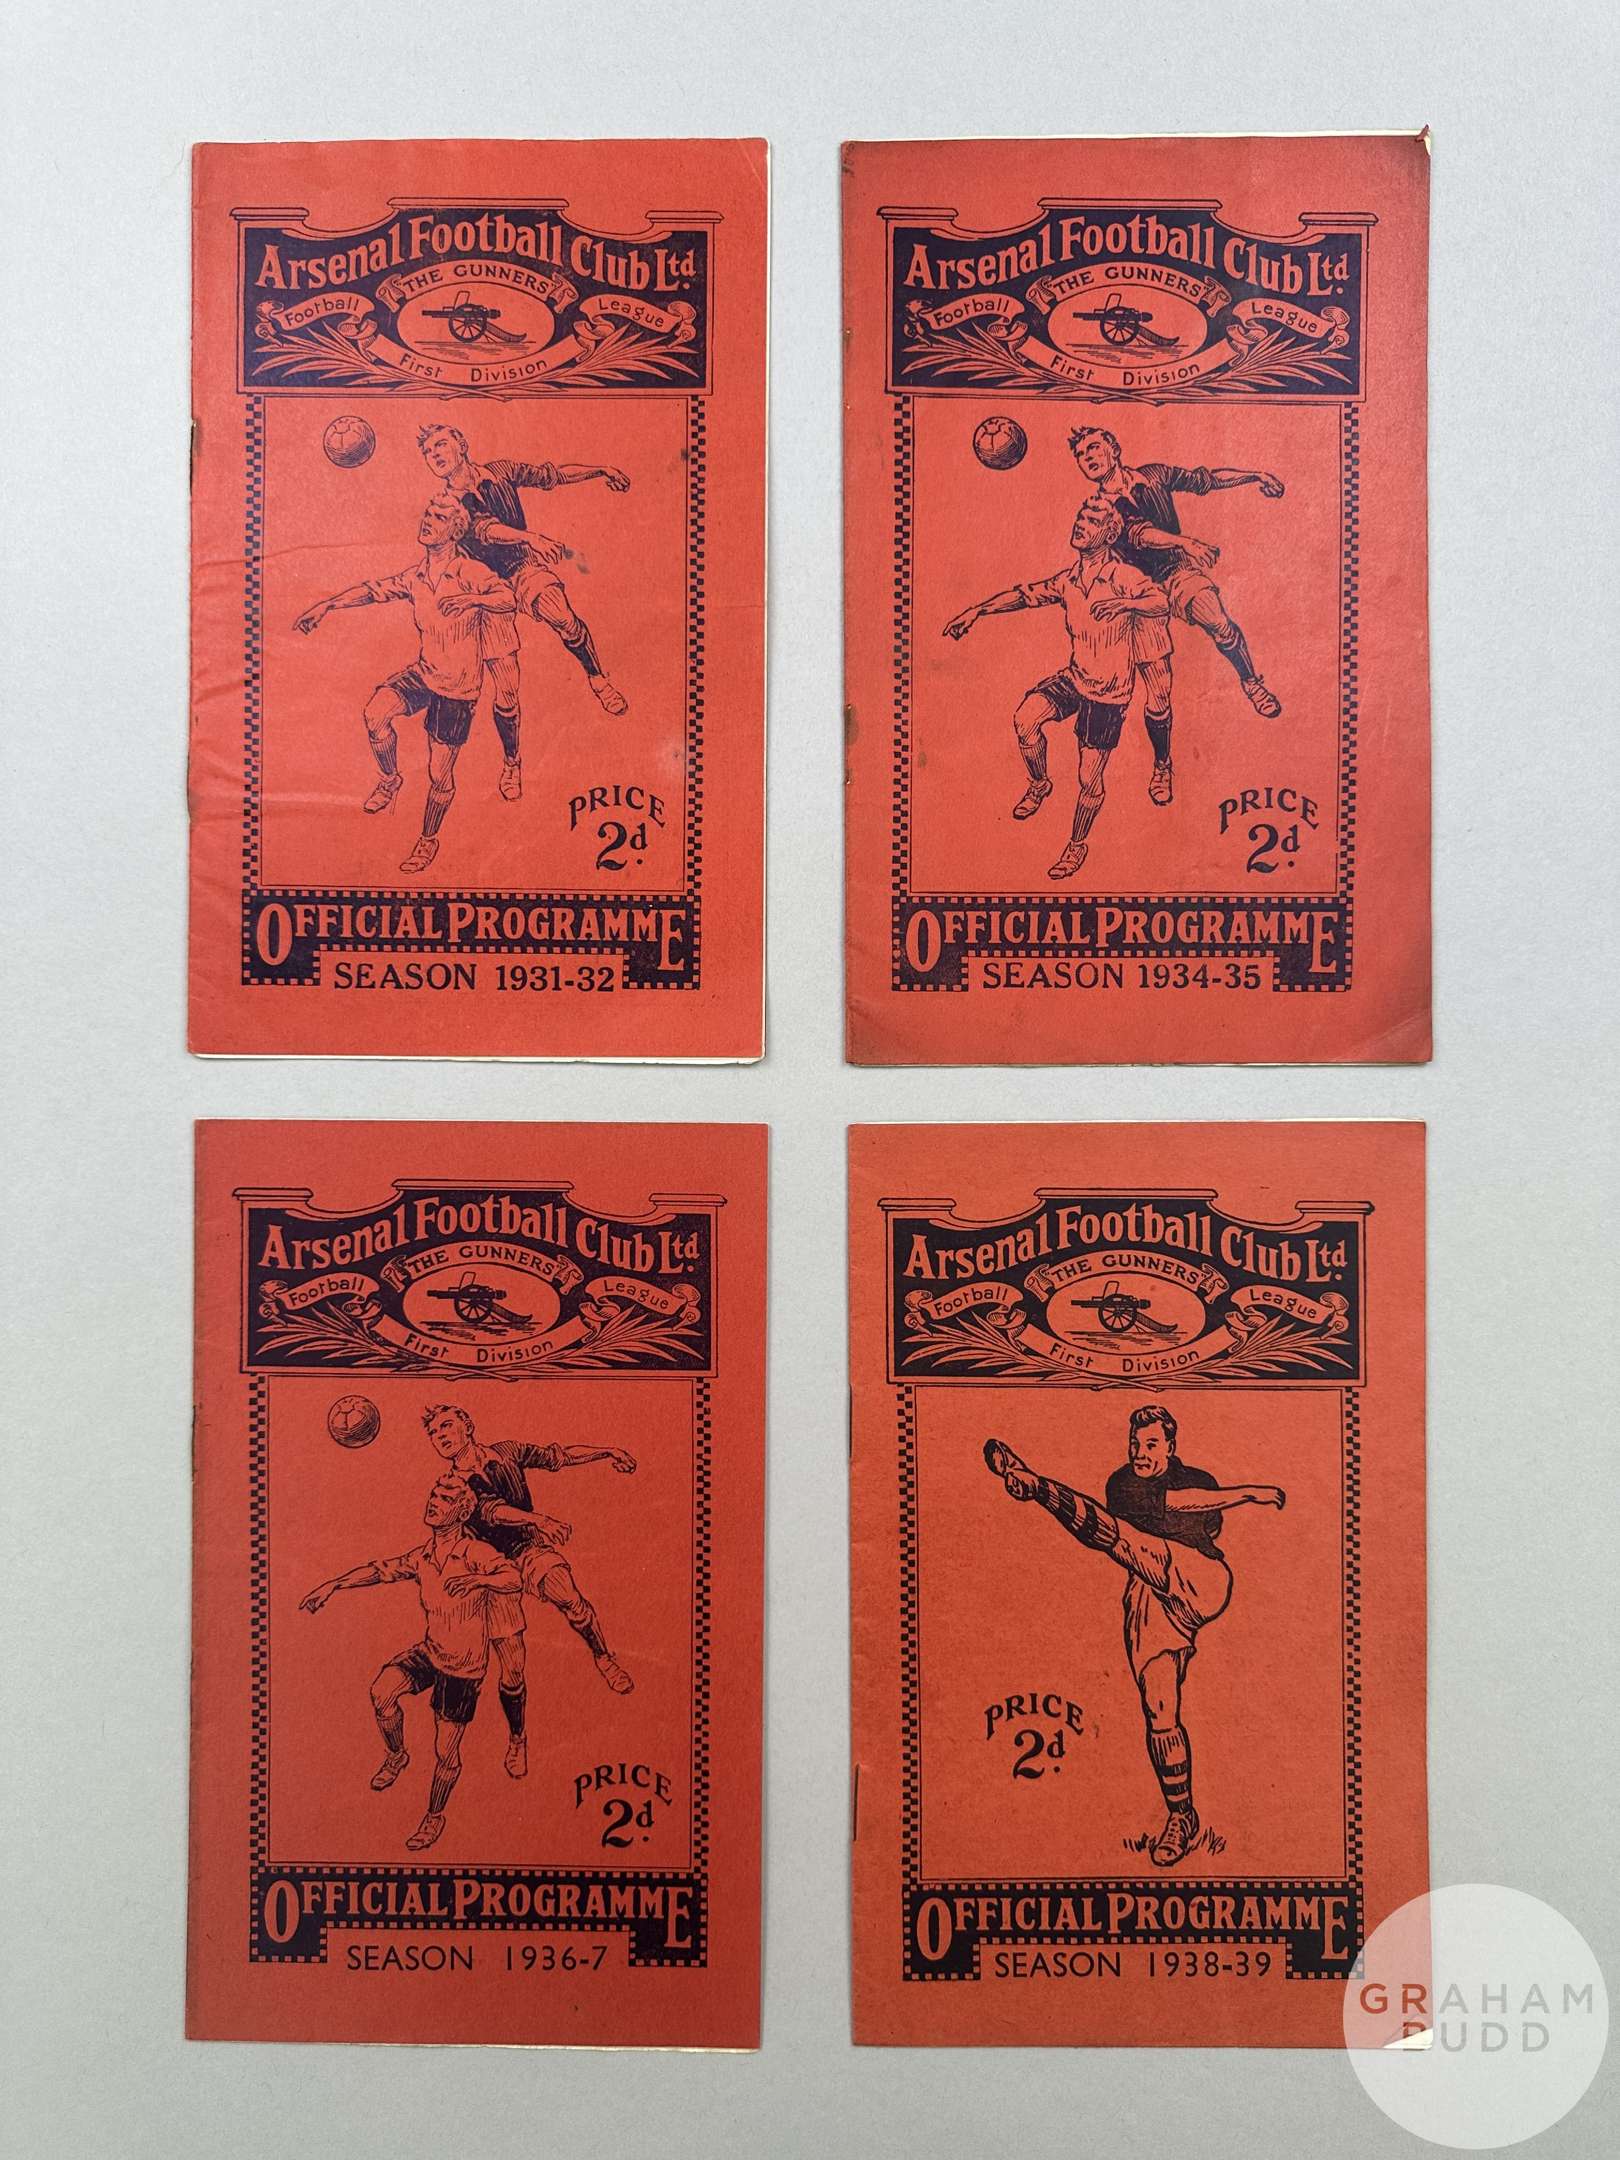 Arsenal Football Club Ltd.
THE GUNNERS
Football League
First Division
PRICE
2d.
OFFICIAL PROGRAMME
SEASON 1931-32
Arsenal Football Club Ltd.
THE GUNNERS
Football League
First Division
PRICE
2d.
OFFICIAL PROGRAMME
SEASON 1934-35
Arsenal Football Club Ltd.
THE GUNNERS
Football League
First Division
PRICE
2d.
OFFICIAL PROGRAMME
SEASON 1936-7
Arsenal Football Club Ltd.
THE GUNNERS
Football League
First Division
PRICE
2d.
OFFICIAL PROGRAMME
SEASON 1938-39
GRAHAM
BUDD